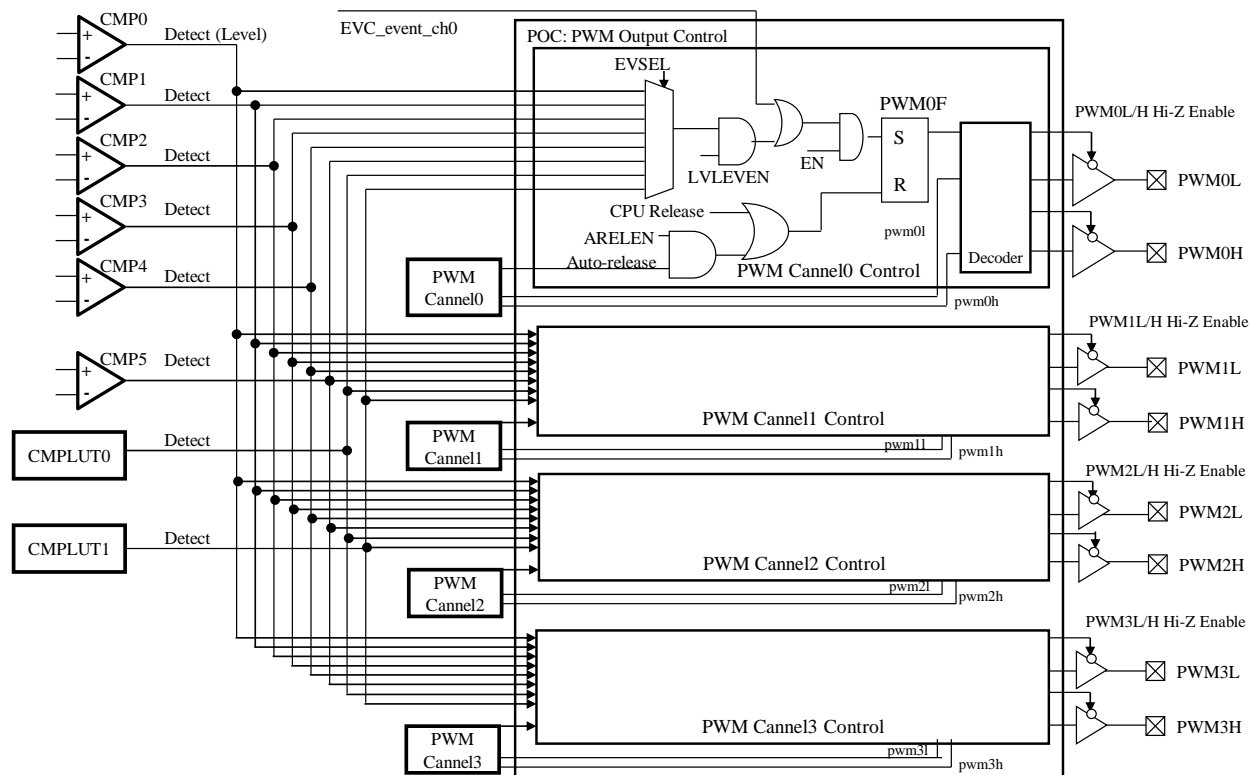 CMP0
+
-
Detect (Level)
EVC_event_ch0
POC: PWM Output Control
EVSEL
CMP1
+
-
Detect
PWM0F
PWM0L/H Hi-Z Enable
CMP2
+
-
Detect
S
EN
LVLEVEN
R
PWM0L
CMP3
+
-
Detect
CPU Release
pwm0l
ARELEN
PWM0H
Auto-release
PWM Cannel0 Control
Decoder
CMP4
+
-
Detect
PWM
Cannel0
pwm0h
PWM1L/H Hi-Z Enable
CMP5
+
-
Detect
PWM1L
PWM Cannel1 Control
PWM1H
PWM
Cannel1
pwm1l
pwm1h
CMPLUT0
Detect
PWM2L/H Hi-Z Enable
PWM2L
CMPLUT1
Detect
PWM Cannel2 Control
PWM2H
PWM
Cannel2
pwm2l
pwm2h
PWM3L/H Hi-Z Enable
PWM3L
PWM Cannel3 Control
PWM3H
PWM
Cannel3
pwm3l
pwm3h